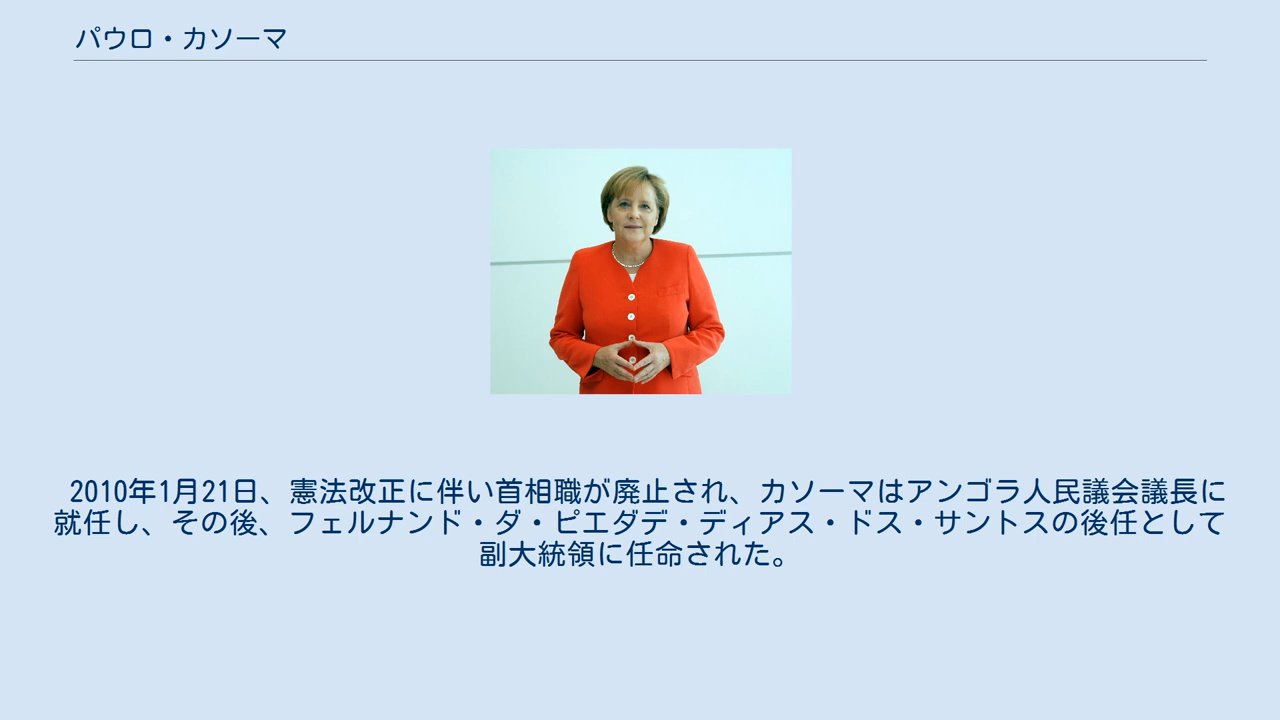 パウロ・カソーマ
2010年1月21日、憲法改正に伴い首相職が廃止され、カソーマはアンゴラ人民議会議長に
就任し、その後、フェルナンド・ダ・ピエダデ・ディアス・ドス・サントスの後任として
副大統領に任命された。